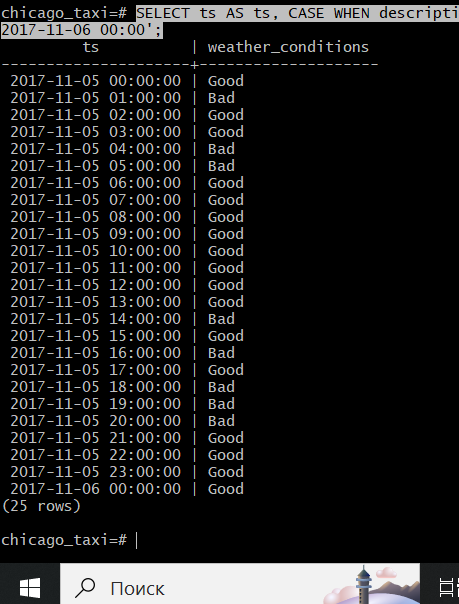 chicago_taxi=# SELECT ts AS ts, CASE WHEN descripti
2017-11-06 00:00';
ts | weather_conditions
---------------------+--------------------
2017-11-05 00:00:00 | Good
2017-11-05 01:00:00 | Bad
2017-11-05 02:00:00 | Good
2017-11-05 03:00:00 | Good
2017-11-05 04:00:00 | Bad
2017-11-05 05:00:00 | Bad
2017-11-05 06:00:00 | Good
2017-11-05 07:00:00 | Good
2017-11-05 08:00:00 | Good
2017-11-05 09:00:00 | Good
2017-11-05 10:00:00 | Good
2017-11-05 11:00:00 | Good
2017-11-05 12:00:00 | Good
2017-11-05 13:00:00 | Good
2017-11-05 14:00:00 | Bad
2017-11-05 15:00:00 | Good
2017-11-05 16:00:00 | Bad
2017-11-05 17:00:00 | Good
2017-11-05 18:00:00 | Bad
2017-11-05 19:00:00 | Bad
2017-11-05 20:00:00 | Bad
2017-11-05 21:00:00 | Good
2017-11-05 22:00:00 | Good
2017-11-05 23:00:00 | Good
2017-11-06 00:00:00 | Good
(25 rows)
chicago_taxi=#
Поиск